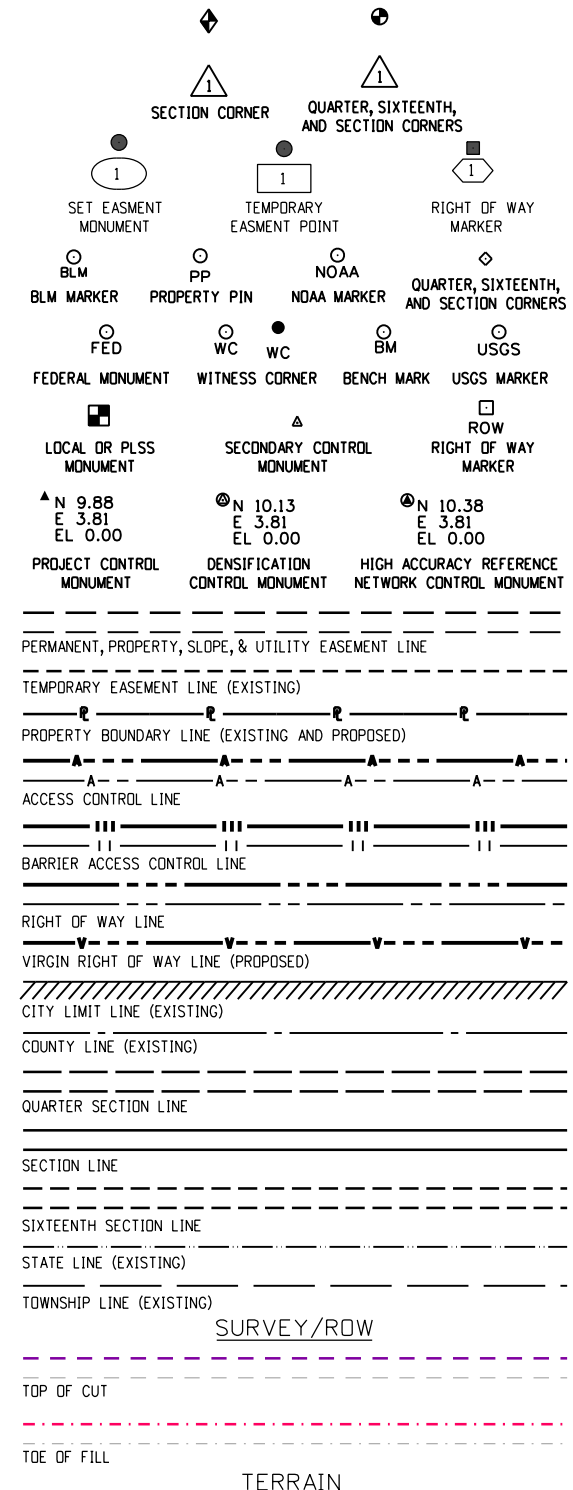 1
1
SECTION CORNER
QUARTER, SIXTEENTH,
AND SECTION CORNERS
1
1
1
SET EASMENT
MONUMENT
TEMPORARY
EASMENT POINT
RIGHT OF WAY
MARKER
BLM
PP
NOAA
BLM MARKER
PROPERTY PIN
NOAA MARKER
QUARTER, SIXTEENTH,
AND SECTION CORNERS
FED
WC
WC
BM
USGS
FEDERAL MONUMENT
WITNESS CORNER
BENCH MARK
USGS MARKER
ROW
LOCAL OR PLSS
MONUMENT
SECONDARY CONTROL
MONUMENT
RIGHT OF WAY
MARKER
N 9.88
E 3.81
EL 0.00
N 10.13
E 3.81
EL 0.00
N 10.38
E 3.81
EL 0.00
PROJECT CONTROL
MONUMENT
DENSIFICATION
CONTROL MONUMENT
HIGH ACCURACY REFERENCE
NETWORK CONTROL MONUMENT
PERMANENT, PROPERTY, SLOPE, & UTILITY EASEMENT LINE
TEMPORARY EASEMENT LINE (EXISTING)
PL PL PL PL
PROPERTY BOUNDARY LINE (EXISTING AND PROPOSED)
A A A A
A A A A
ACCESS CONTROL LINE
BARRIER ACCESS CONTROL LINE
RIGHT OF WAY LINE
V V V V
VIRGIN RIGHT OF WAY LINE (PROPOSED)
CITY LIMIT LINE (EXISTING)
COUNTY LINE (EXISTING)
QUARTER SECTION LINE
SECTION LINE
SIXTEENTH SECTION LINE
STATE LINE (EXISTING)
TOWNSHIP LINE (EXISTING)
SURVEY/ROW
TOP OF CUT
TOE OF FILL
TERRAIN